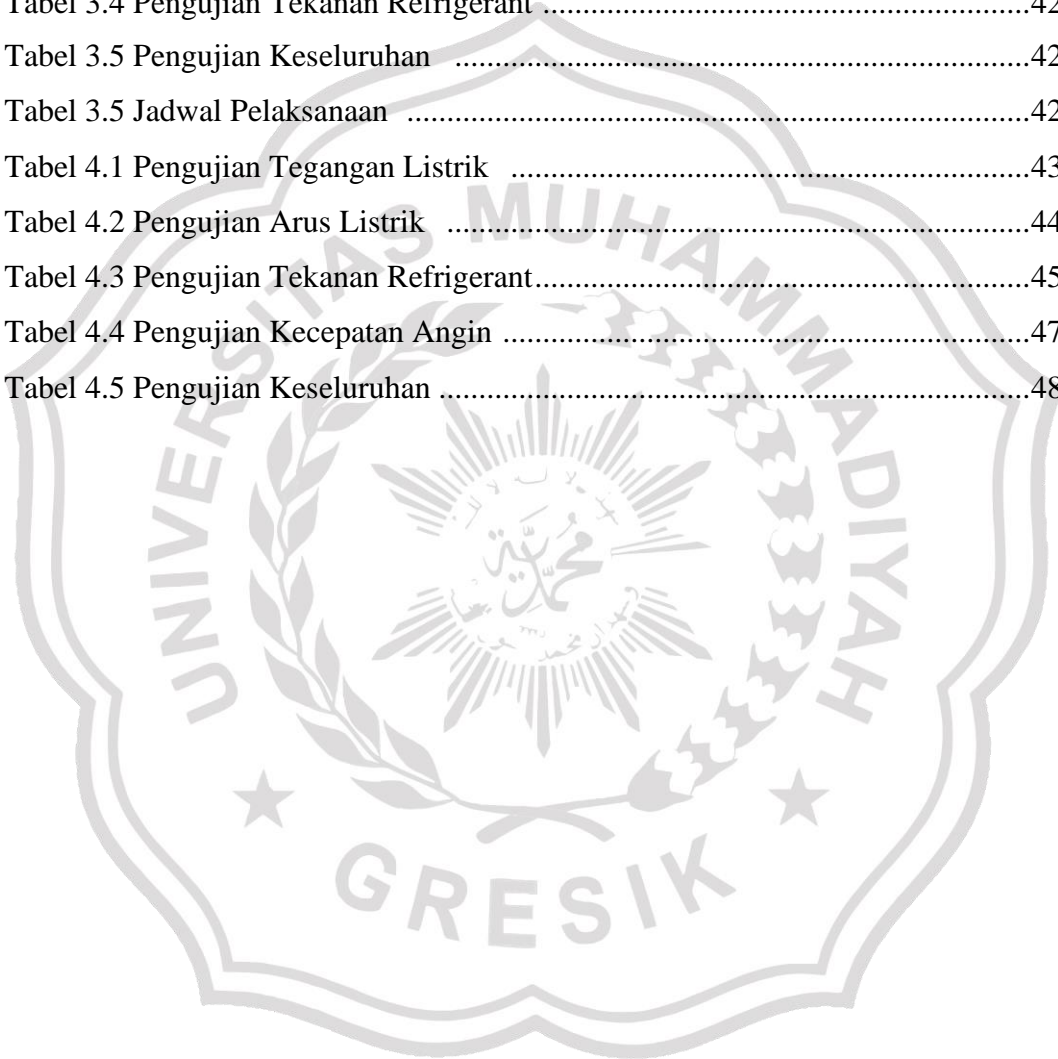 Tabel 3.4 Pengujian Tekanan Refrigerant ...............................................................................42
Tabel 3.5 Pengujian Keseluruhan ...............................................................................42
Tabel 3.5 Jadwal Pelaksanaan ...............................................................................42
Tabel 4.1 Pengujian Tegangan Listrik ...............................................................................43
Tabel 4.2 Pengujian Arus Listrik ...............................................................................44
Tabel 4.3 Pengujian Tekanan Refrigerant...............................................................................45
Tabel 4.4 Pengujian Kecepatan Angin ...............................................................................47
Tabel 4.5 Pengujian Keseluruhan ...............................................................................48
UNIVERSITAS MUHAMMADIYAH
GRESIK